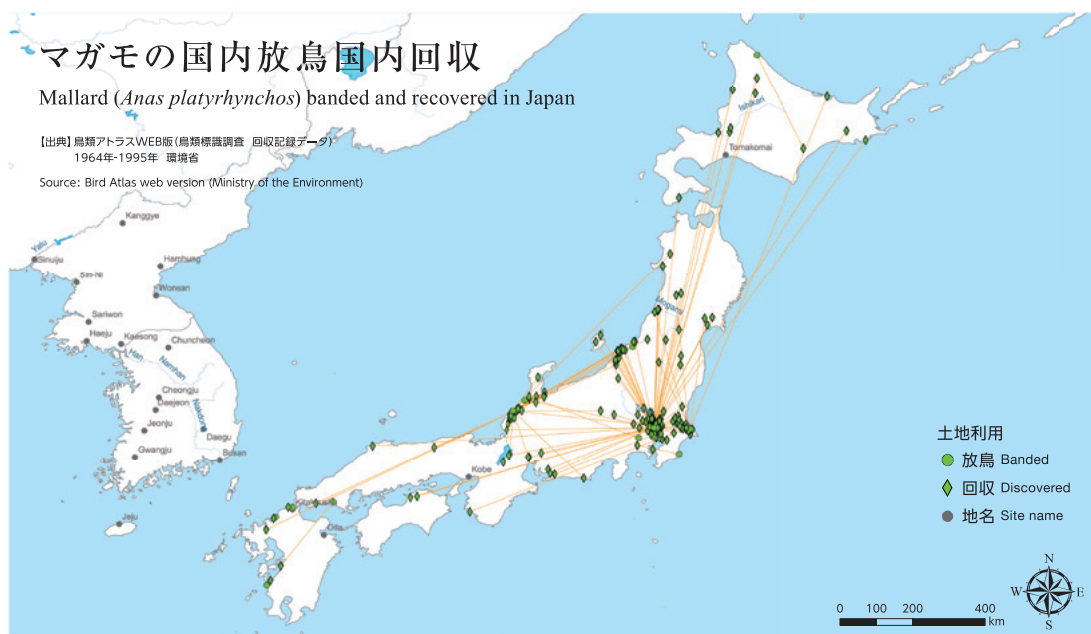 マガモの国内放鳥国内回収
Mallard (Anas platyrhynchos) banded and recovered in Japan
【出典】鳥類アトラスWEB版(鳥類標識調査 回収記録データ)
1964年-1995年 環境省
Source: Bird Atlas web version (Ministry of the Environment)
Ishikari
Tomakomai
Kanggye
Yalu
Sinuiju
Hamhung
Wonsan
Sariwon
Haeju
Kaesong
Chuncheon
Han
Namhan
Cheongju
Daejeon
Nakdong
Jeonju
Daegu
Gwangju
Busan
Jeju
Mogami
Kobe
Oita
土地利用
放鳥 Banded
回収 Discovered
地名 Site name
N
W
E
S
0 100 200 400
km